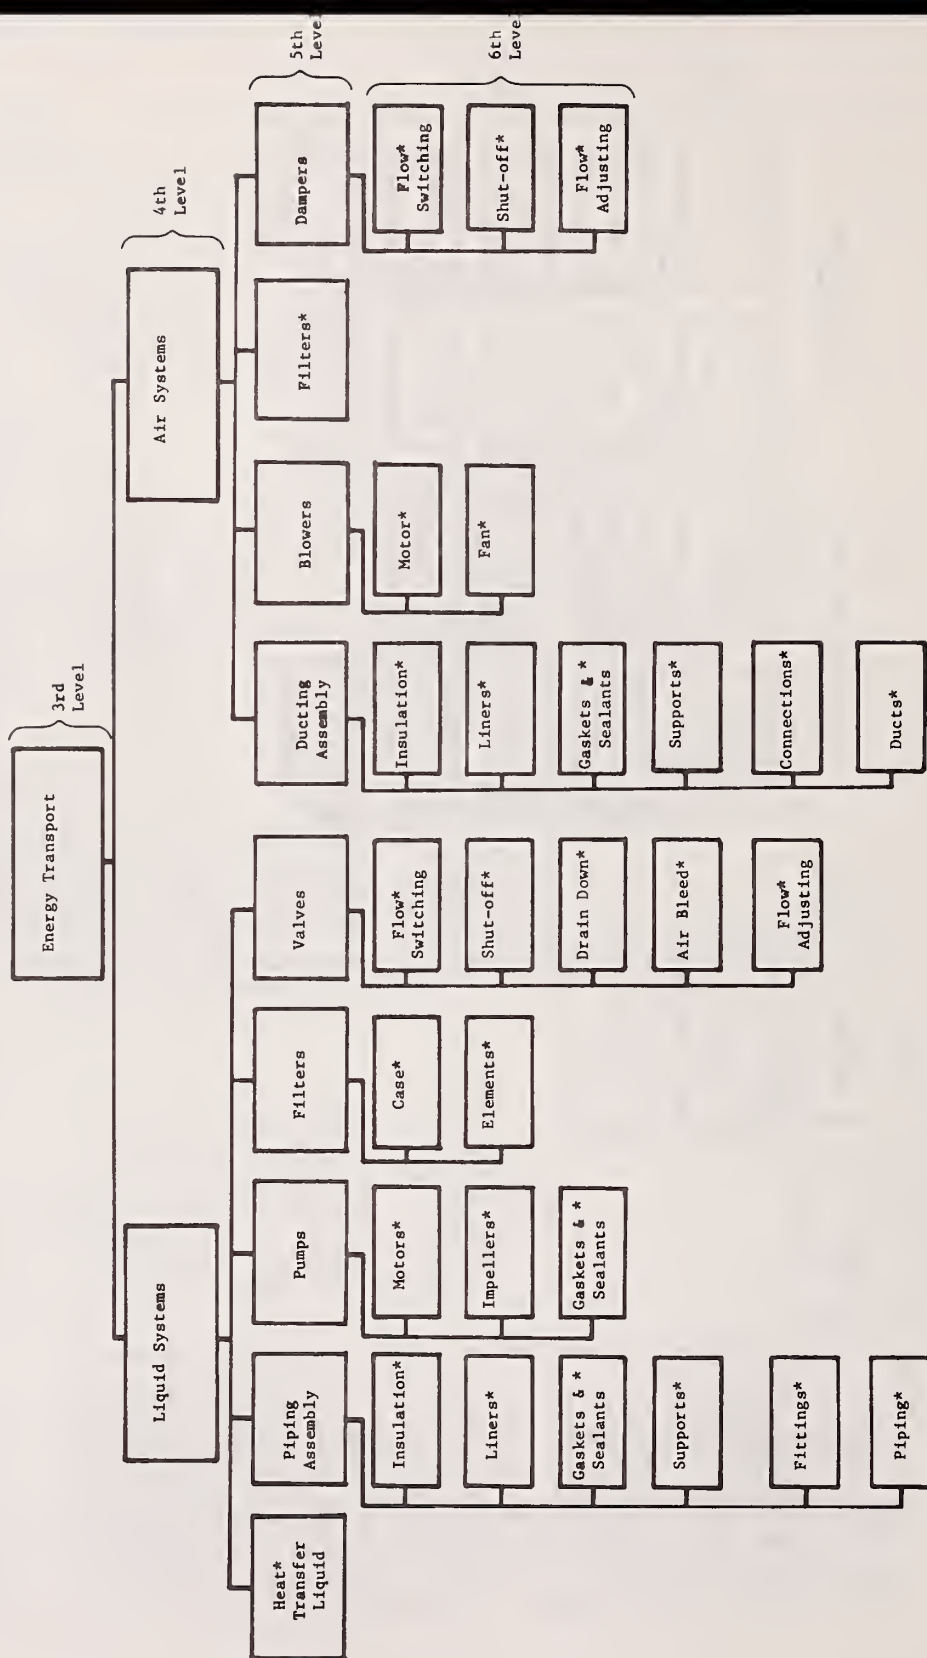 3rd
Level
Energy Transport
4th
Level
Liquid Systems
Air Systems
5th
Level
Heat*
Transfer
Liquid
Piping
Assembly
Pumps
Filters
Valves
Ducting
Assembly
Blowers
Filters*
Dampers
6th
Level
Insulation*
Liners*
Gaskets & *
Sealants
Supports*
Fittings*
Piping*
Motors*
Impellers*
Gaskets & *
Sealants
Case*
Elements*
Flow*
Switching
Shut-off*
Drain Down*
Air Bleed*
Flow*
Adjusting
Insulation*
Liners*
Gaskets & *
Sealants
Supports*
Connections*
Ducts*
Motor*
Fan*
Flow*
Switching
Shut-off*
Flow*
Adjusting